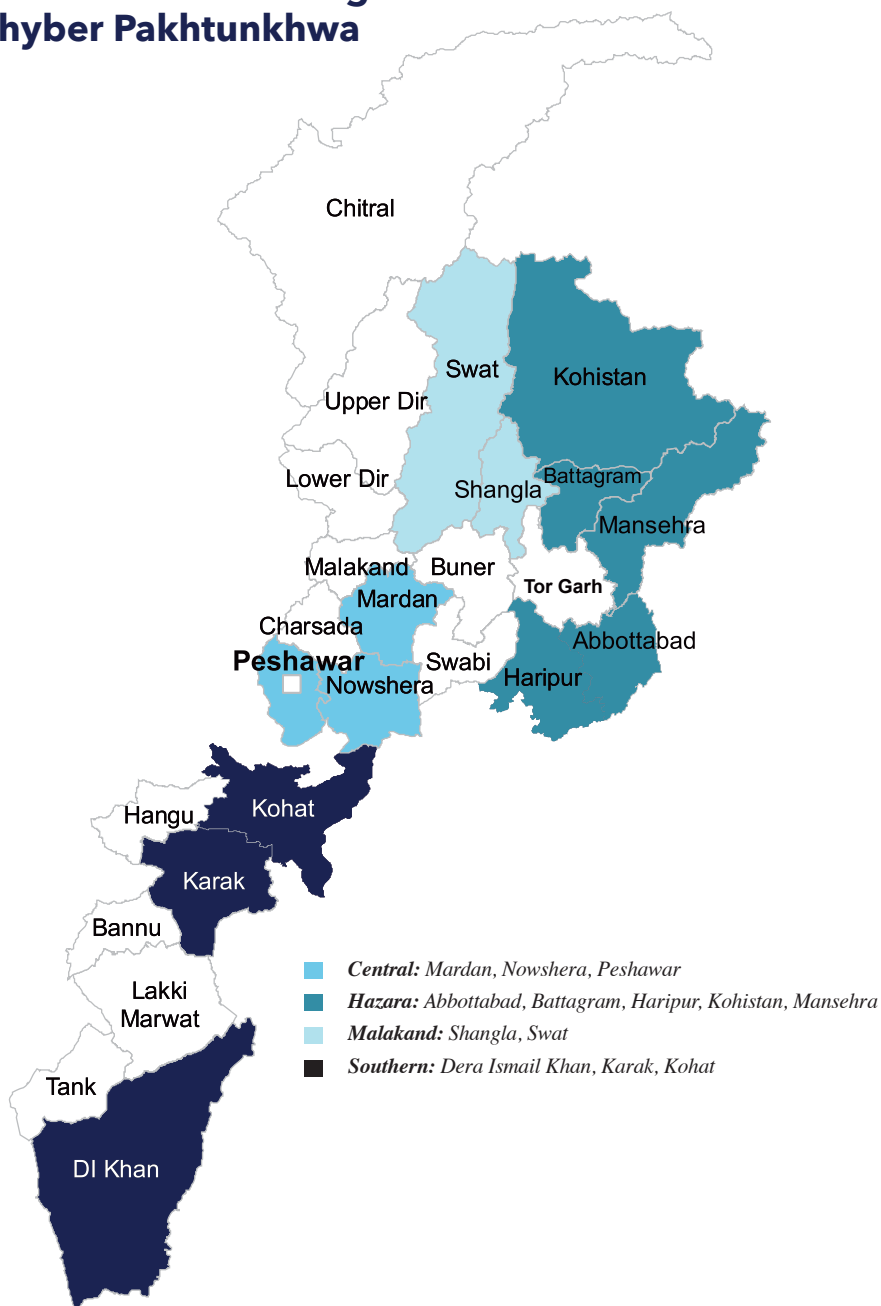 hyber Pakhtunkhwa
Chitral
Swat
Kohistan
Upper Dir
Lower Dir
Shangla
Battagram
Mansehra
Malakand
Buner
Tor Garh
Mardan
Charsada
Abbottabad
Peshawar
Swabi
Nowshera
Haripur
Hangu
Kohat
Karak
Bannu
Lakki
Marwat
Tank
DI Khan
Central: Mardan, Nowshera, Peshawar
Hazara: Abbottabad, Battagram, Haripur, Kohistan, Mansehra
Malakand: Shangla, Swat
Southern: Dera Ismail Khan, Karak, Kohat